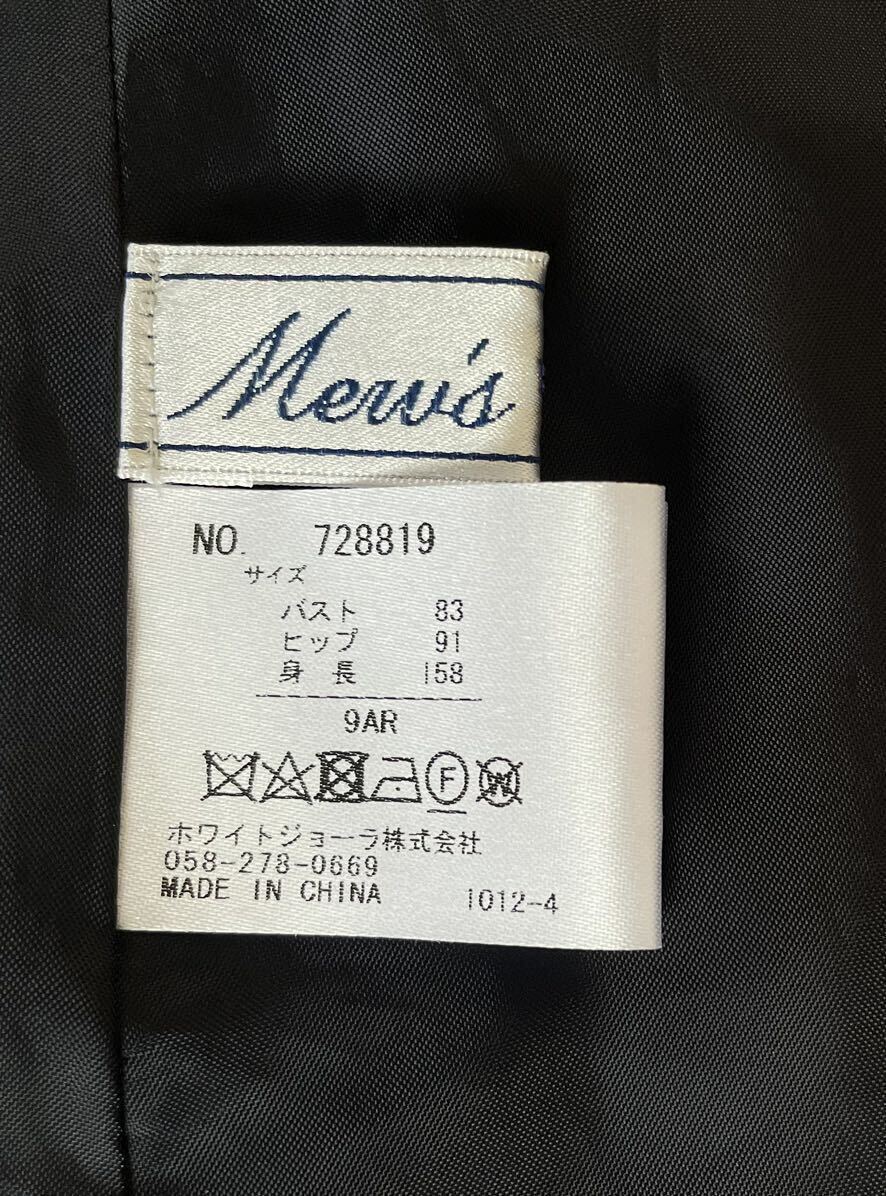 Mew's
NO. 728819
サイズ
バスト 83
ヒップ 91
身長 158
9AR
F W
ホワイトジョーラ株式会社
058-278-0669
MADE IN CHINA 1012-4